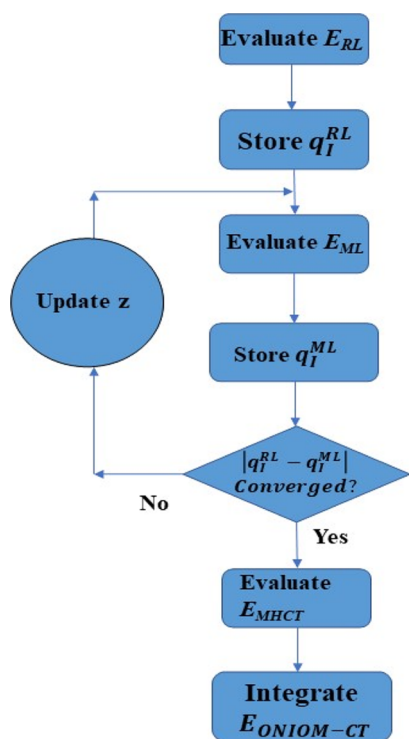 Evaluate E_RL
Store q_I^RL
Evaluate E_ML
Update z
Store q_I^ML
|q_I^RL − q_I^ML|
Converged?
No
Yes
Evaluate
E_MHCT
Integrate
E_ONIOM−CT